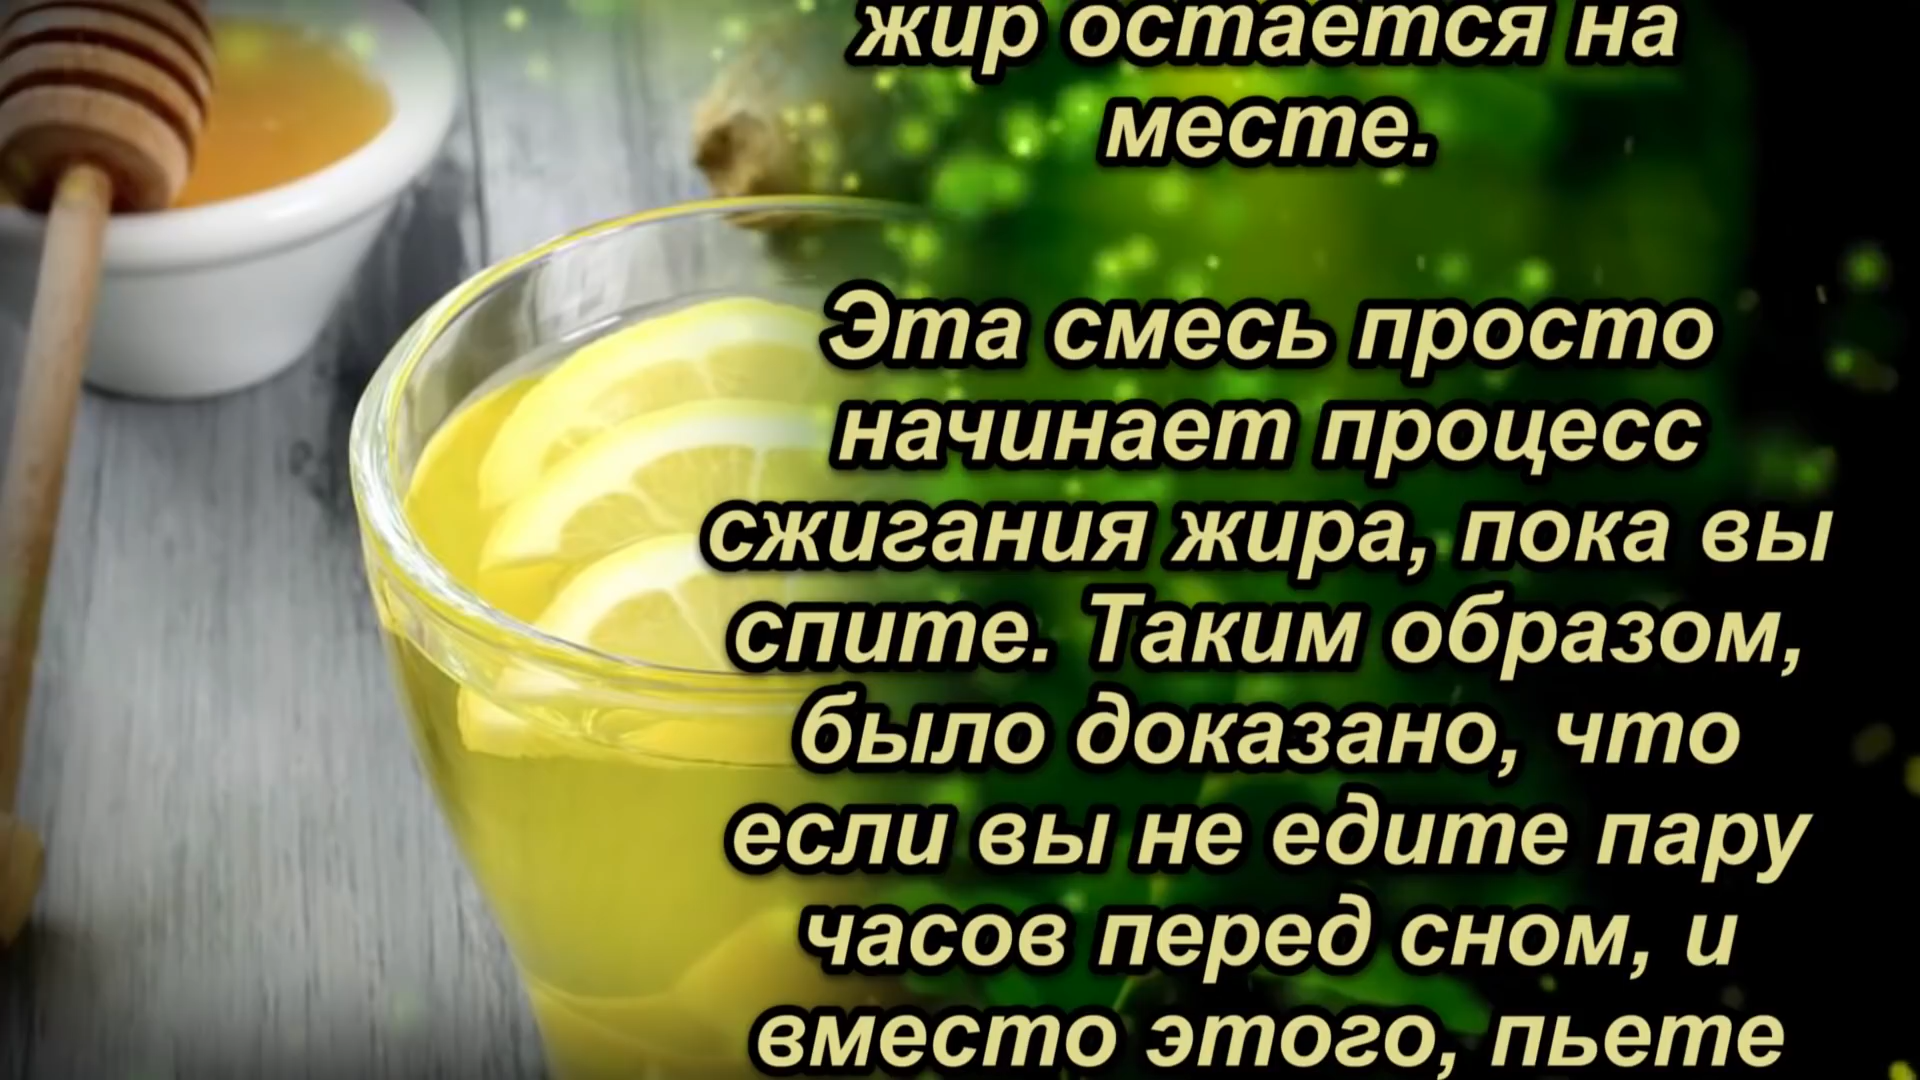 жир остается на
месте.
Эта смесь просто
начинает процесс
сжигания жира, пока вы
спите. Таким образом,
было доказано, что
если вы не едите пару
часов перед сном, и
вместо этого, пьете